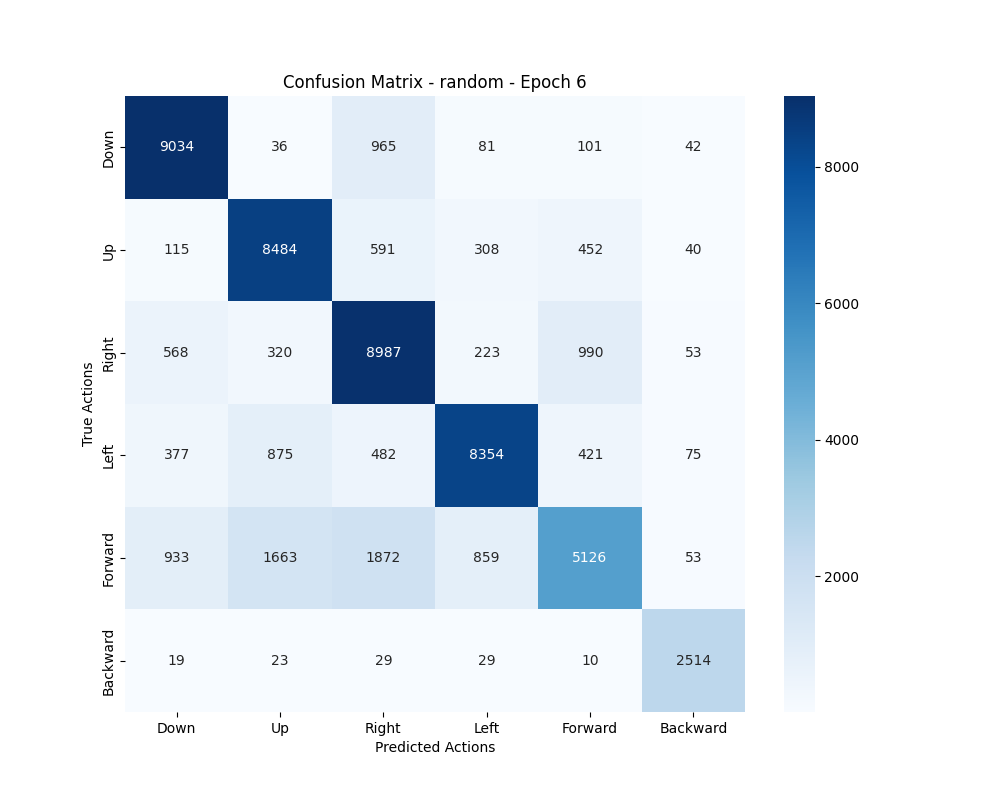 Confusion Matrix - random - Epoch 6
True Actions
Down 9034 36 965 81 101 42
Up 115 8484 591 308 452 40
Right 568 320 8987 223 990 53
Left 377 875 482 8354 421 75
Forward 933 1663 1872 859 5126 53
Backward 19 23 29 29 10 2514
Down Up Right Left Forward Backward
Predicted Actions
8000
6000
4000
2000